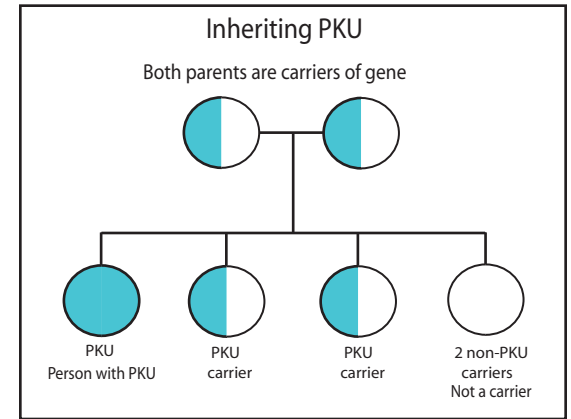 Inheriting PKU
Both parents are carriers of gene
PKU
Person with PKU
PKU
carrier
PKU
carrier
2 non-PKU
carriers
Not a carrier